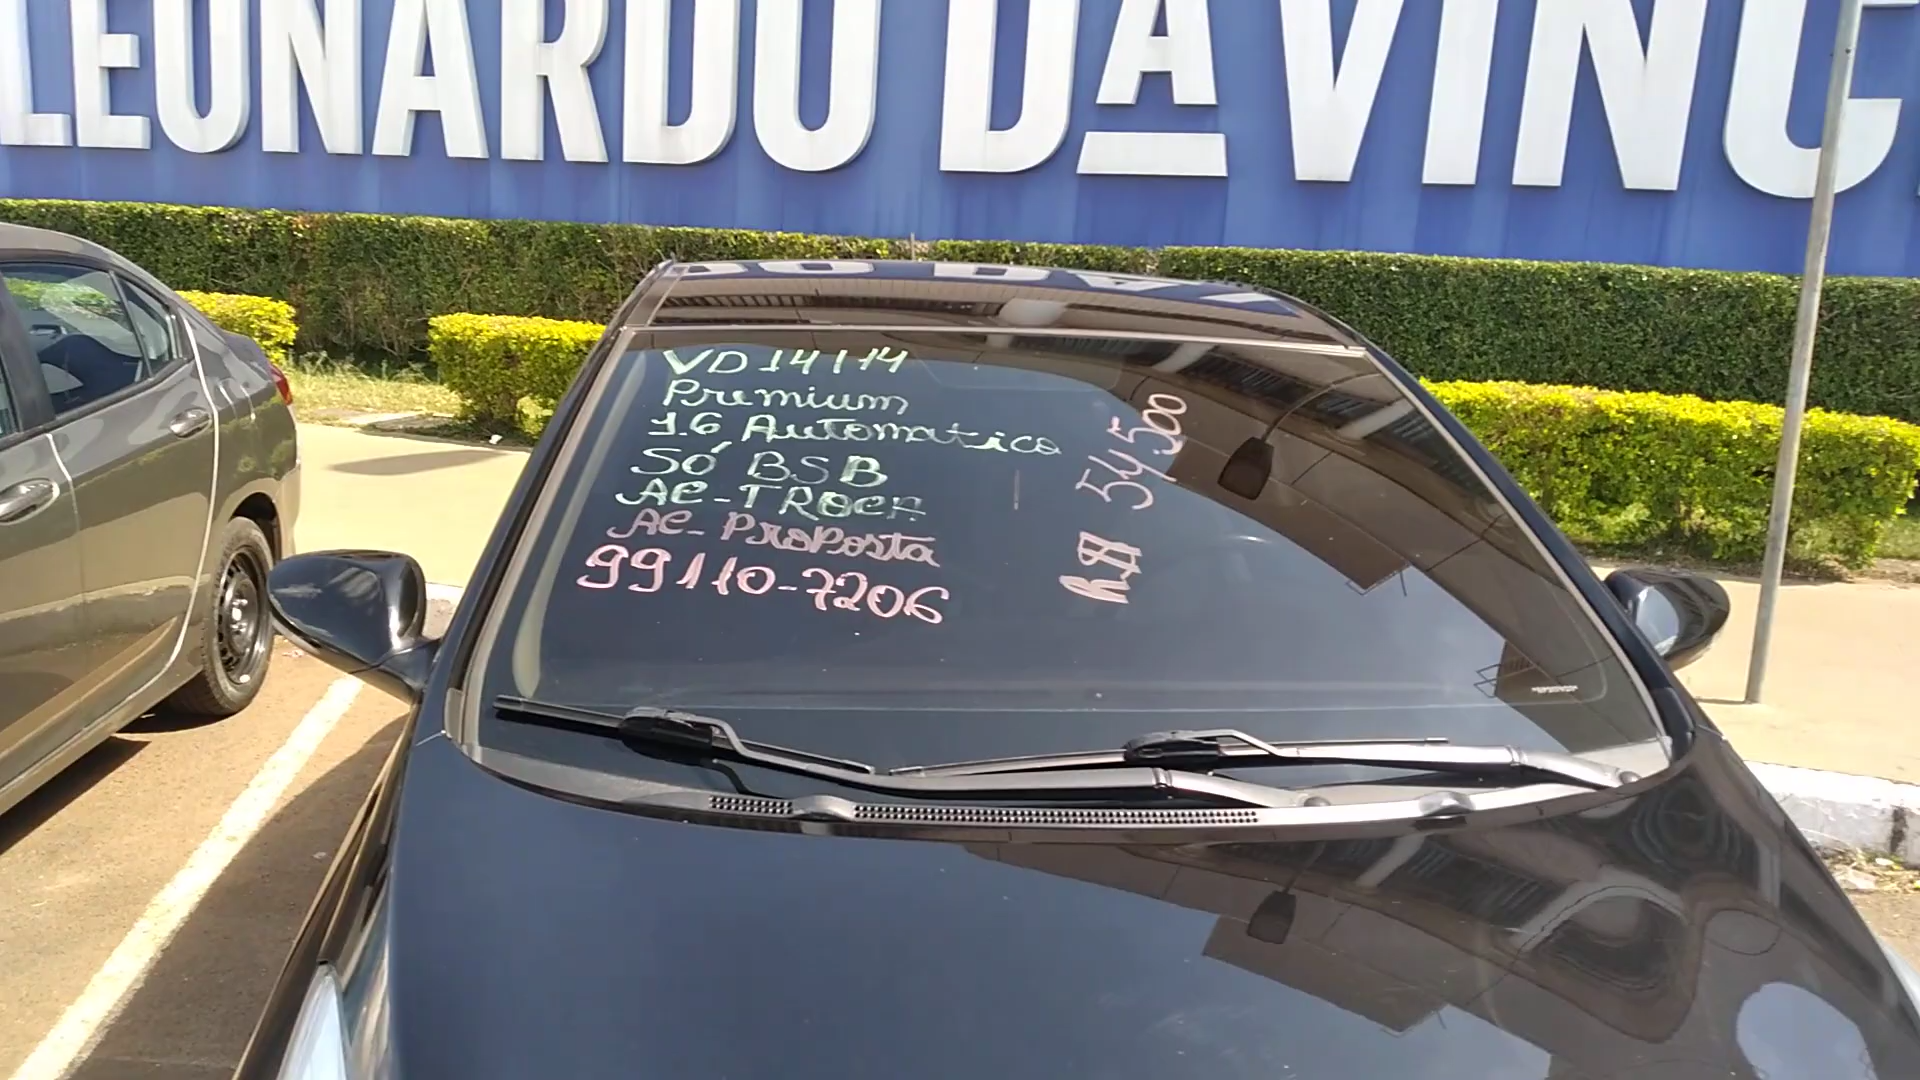 LEONARDO DA VINC
VD 14/14
Premium
1.6 Automatico
Só BSB
AC-TROCA
AC-Proposta
99110-7206
R$ 54.500